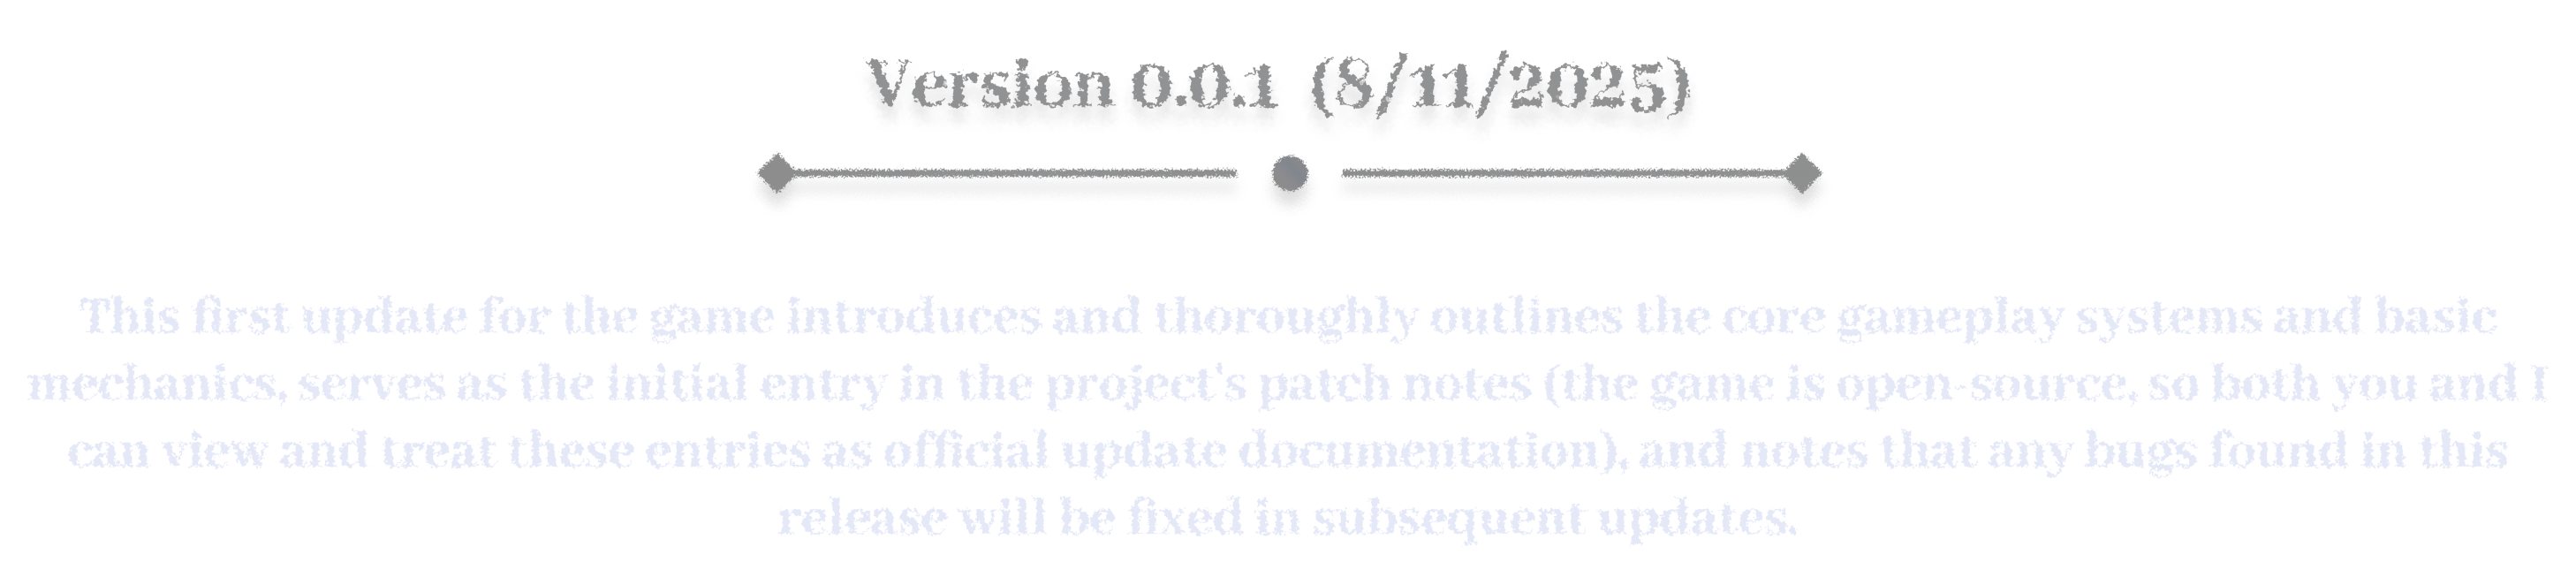 Version 0.0.1 (8/11/2025)
This first update for the game introduces and thoroughly outlines the core gameplay systems and basic
mechanics, serves as the initial entry in the project's patch notes (the game is open-source, so both you and I
can view and treat these entries as official update documentation), and notes that any bugs found in this
release will be fixed in subsequent updates.